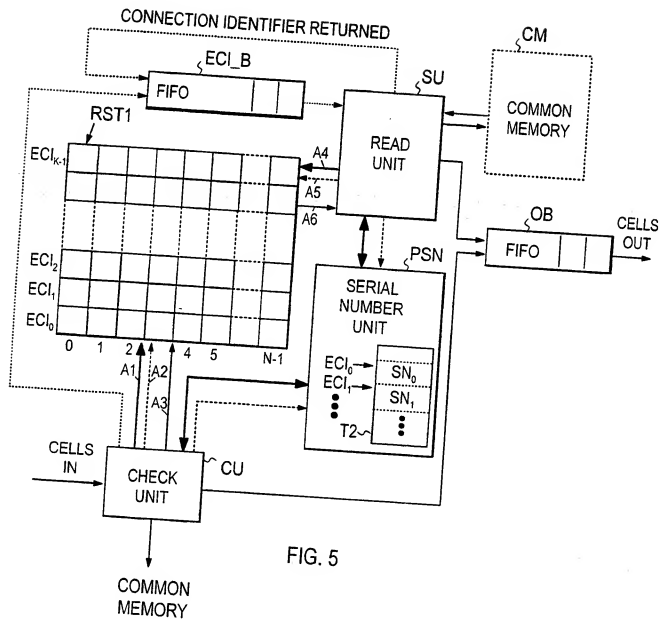 CONNECTION IDENTIFIER RETURNED
ECI_B
FIFO
SU
READ
UNIT
CM
COMMON
MEMORY
RST1
ECI K-1
A4
A5
A6
OB
FIFO
CELLS
OUT
ECI2
ECI1
ECI0
0 1 2 4 5 N-1
PSN
SERIAL
NUMBER
UNIT
ECI0
SN0
ECI1
SN1
T2
A1
A2
A3
CELLS
IN
CHECK
UNIT
CU
COMMON
MEMORY
FIG. 5